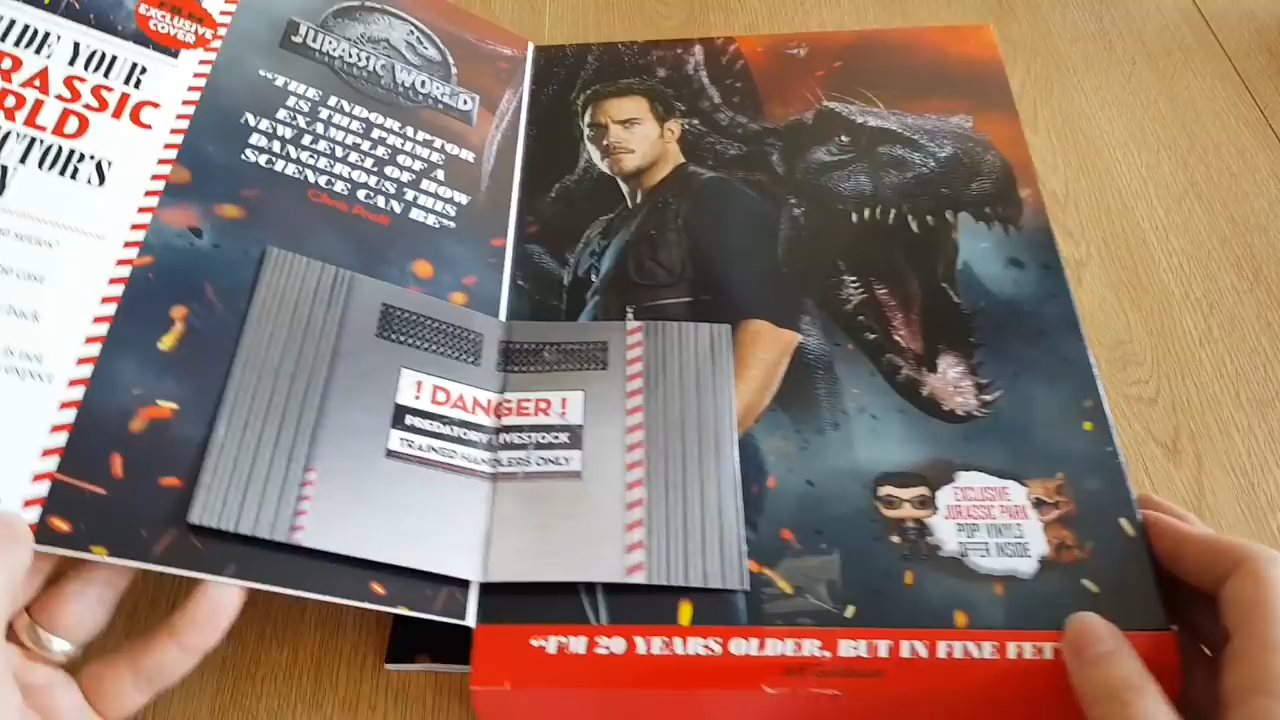 EXCLUSIVE
COVER
IDE YOUR
RASSIC
RLD
CTOR'S
Y
JURASSIC WORLD
"THE INDORAPTOR
IS THE PRIME
EXAMPLE OF A
NEW LEVEL OF HOW
DANGEROUS THIS
SCIENCE CAN BE"
Chris Pratt
! DANGER !
PREDATORY LIVESTOCK
TRAINED HANDLERS ONLY
EXCLUSIVE
JURASSIC PARK
POP! VINYLS
OFFER INSIDE
"I'M 20 YEARS OLDER, BUT IN FINE FET